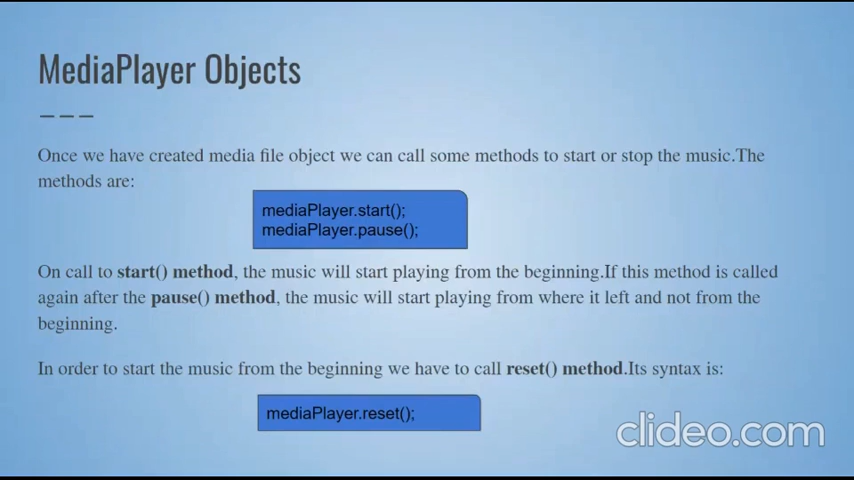 MediaPlayer Objects
Once we have created media file object we can call some methods to start or stop the music.The
methods are:
mediaPlayer.start();
mediaPlayer.pause();
On call to start() method, the music will start playing from the beginning.If this method is called
again after the pause() method, the music will start playing from where it left and not from the
beginning.
In order to start the music from the beginning we have to call reset() method.Its syntax is:
mediaPlayer.reset();
clideo.com